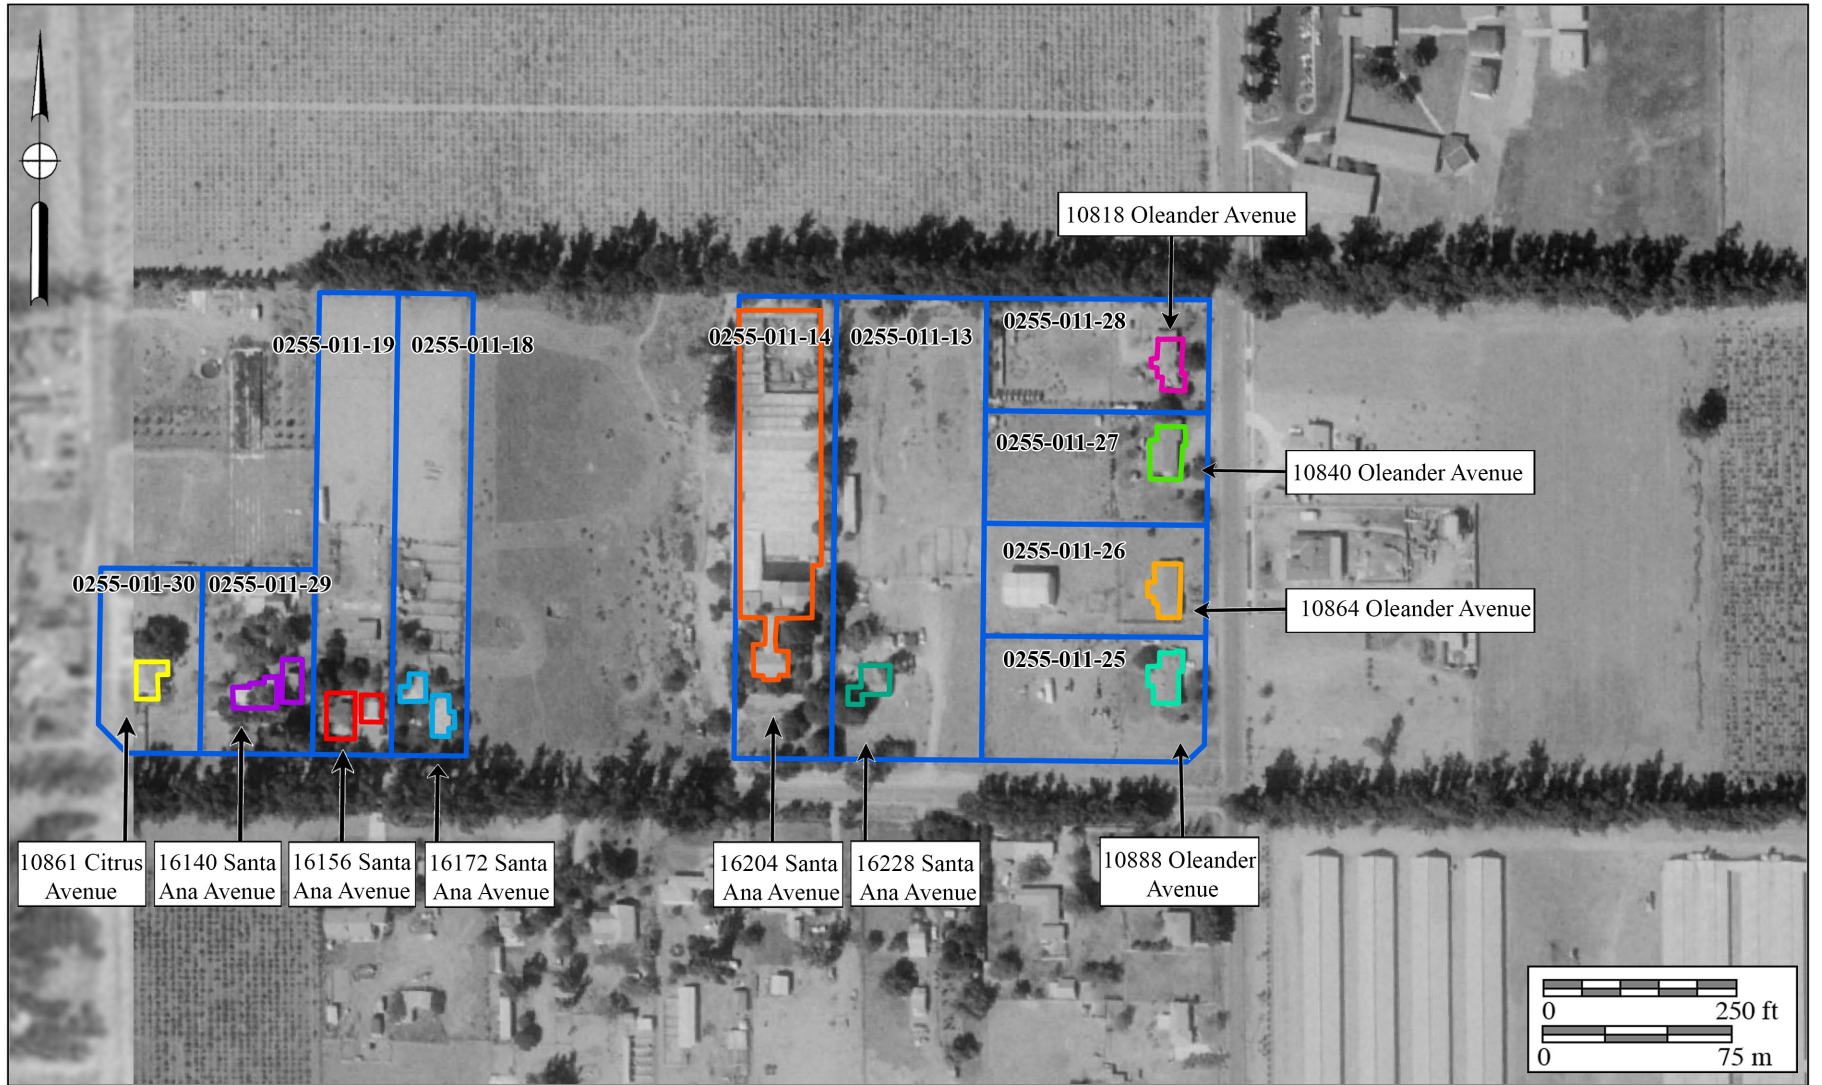 10818 Oleander Avenue
0255-011-28
0255-011-19
0255-011-18
0255-011-14
0255-011-13
0255-011-27
10840 Oleander Avenue
0255-011-26
0255-011-30
0255-011-29
10864 Oleander Avenue
0255-011-25
10861 Citrus
Avenue
16140 Santa
Ana Avenue
16156 Santa
Ana Avenue
16172 Santa
Ana Avenue
16204 Santa
Ana Avenue
16228 Santa
Ana Avenue
10888 Oleander
Avenue
0 250 ft
0 75 m